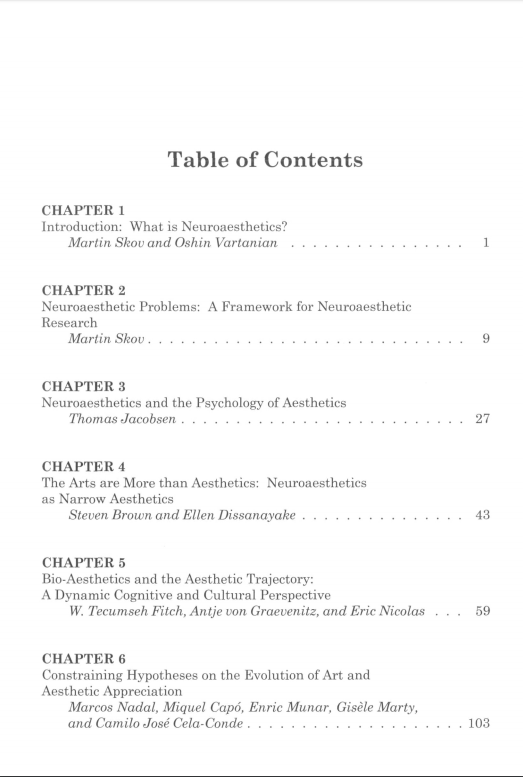 Table of Contents
CHAPTER 1
Introduction: What is Neuroaesthetics?
Martin Skov and Oshin Vartanian . . . . . . . . . . . . . . . . 1
CHAPTER 2
Neuroaesthetic Problems: A Framework for Neuroaesthetic
Research
Martin Skov . . . . . . . . . . . . . . . . . . . . . . . . . . . . . 9
CHAPTER 3
Neuroaesthetics and the Psychology of Aesthetics
Thomas Jacobsen . . . . . . . . . . . . . . . . . . . . . . . . . . 27
CHAPTER 4
The Arts are More than Aesthetics: Neuroaesthetics
as Narrow Aesthetics
Steven Brown and Ellen Dissanayake . . . . . . . . . . . . . . . 43
CHAPTER 5
Bio-Aesthetics and the Aesthetic Trajectory:
A Dynamic Cognitive and Cultural Perspective
W. Tecumseh Fitch, Antje von Graevenitz, and Eric Nicolas . . . 59
CHAPTER 6
Constraining Hypotheses on the Evolution of Art and
Aesthetic Appreciation
Marcos Nadal, Miquel Capó, Enric Munar, Gisèle Marty,
and Camilo José Cela-Conde . . . . . . . . . . . . . . . . . . . . 103